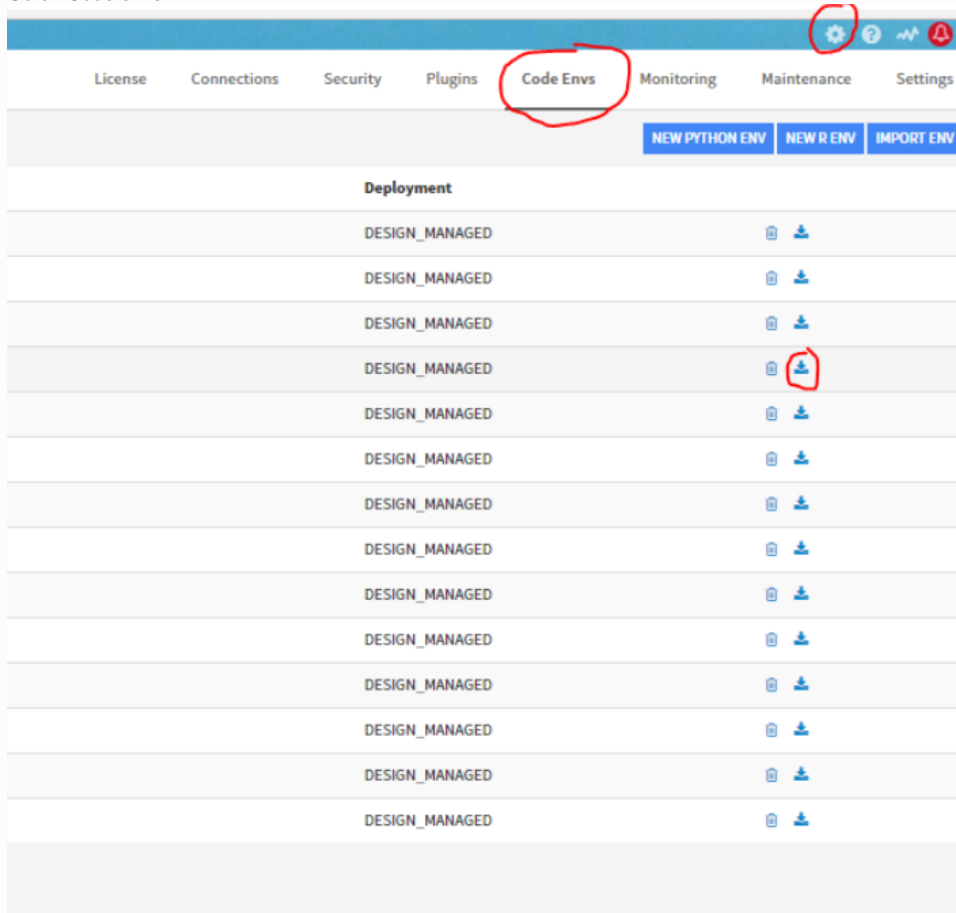 License Connections Security Plugins Code Envs Monitoring Maintenance Settings
NEW PYTHON ENV NEW R ENV IMPORT ENV
Deployment
DESIGN_MANAGED
DESIGN_MANAGED
DESIGN_MANAGED
DESIGN_MANAGED
DESIGN_MANAGED
DESIGN_MANAGED
DESIGN_MANAGED
DESIGN_MANAGED
DESIGN_MANAGED
DESIGN_MANAGED
DESIGN_MANAGED
DESIGN_MANAGED
DESIGN_MANAGED
DESIGN_MANAGED